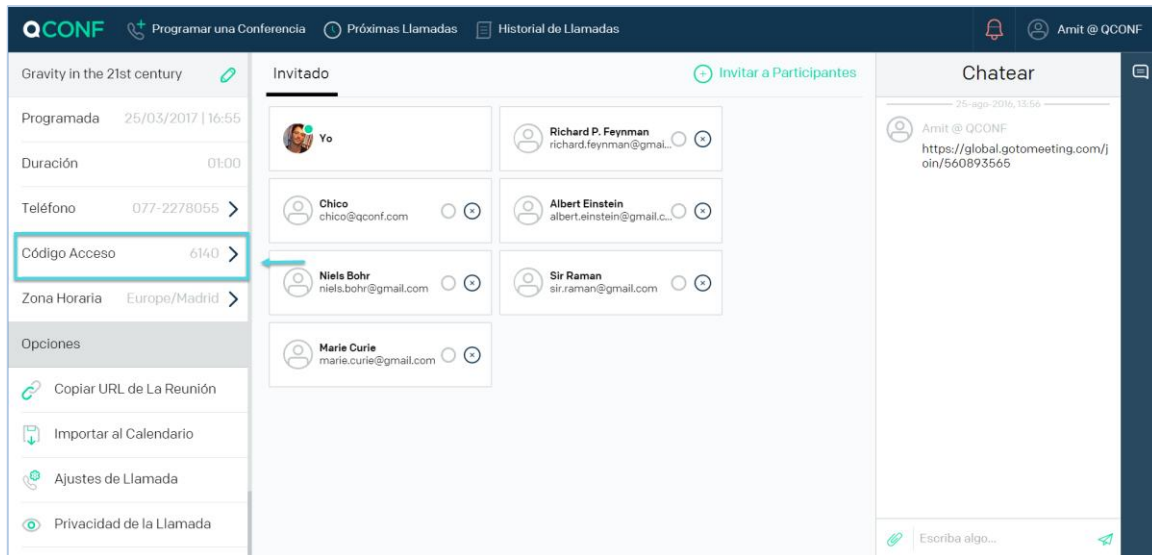 QCONF Programar una Conferencia Próximas Llamadas Historial de Llamadas Amit @ QCONF
Gravity in the 21st century
Programada 25/03/2017 | 16:55
Duración 01:00
Teléfono 077-2278055
Código Acceso 6140
Zona Horaria Europe/Madrid
Opciones
Copiar URL de La Reunión
Importar al Calendario
Ajustes de Llamada
Privacidad de la Llamada
Invitado Invitar a Participantes
Yo
Richard P. Feynman
richard.feynman@gmai...
Chico
chico@qconf.com
Albert Einstein
albert.einstein@gmail.c...
Niels Bohr
niels.bohr@gmail.com
Sir Raman
sir.raman@gmail.com
Marie Curie
marie.curie@gmail.com
Chatear
25-ago-2016, 13:56
Amit @ QCONF
https://global.gotomeeting.com/j
oin/560893565
Escriba algo...